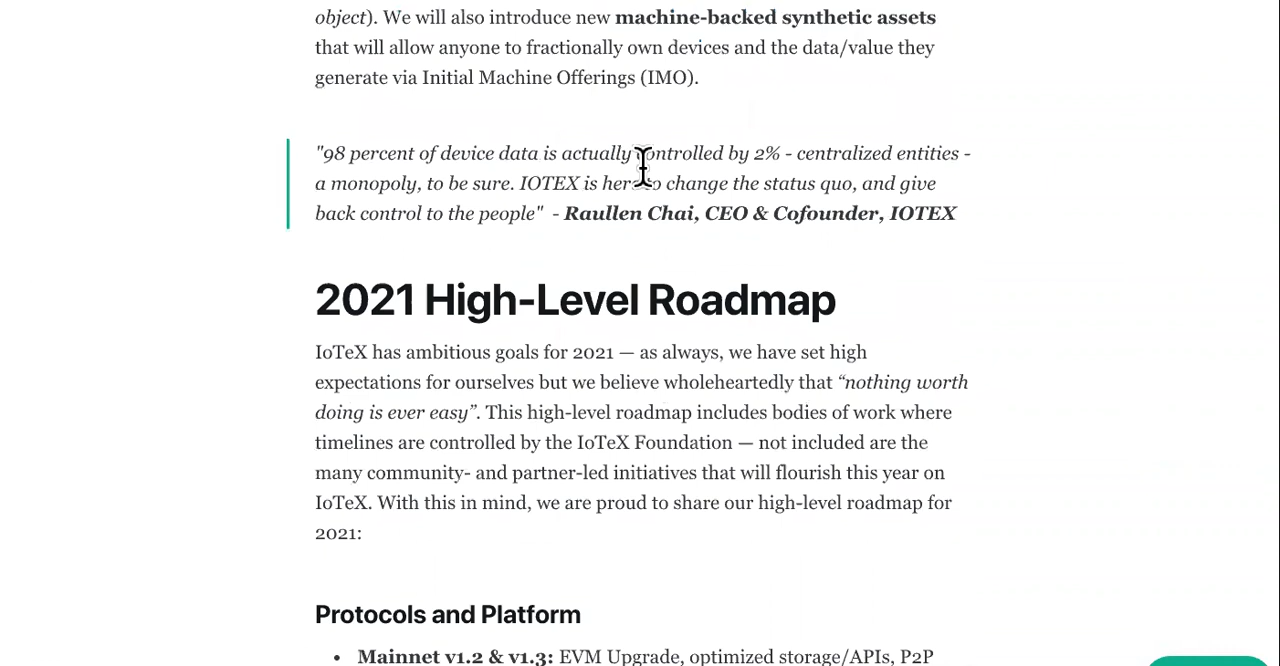 object). We will also introduce new machine-backed synthetic assets
that will allow anyone to fractionally own devices and the data/value they
generate via Initial Machine Offerings (IMO).
"98 percent of device data is actually controlled by 2% - centralized entities -
a monopoly, to be sure. IOTEX is here to change the status quo, and give
back control to the people" - Raullen Chai, CEO & Cofounder, IOTEX
2021 High-Level Roadmap
IoTeX has ambitious goals for 2021 — as always, we have set high
expectations for ourselves but we believe wholeheartedly that “nothing worth
doing is ever easy”. This high-level roadmap includes bodies of work where
timelines are controlled by the IoTeX Foundation — not included are the
many community- and partner-led initiatives that will flourish this year on
IoTeX. With this in mind, we are proud to share our high-level roadmap for
2021:
Protocols and Platform
• Mainnet v1.2 & v1.3: EVM Upgrade, optimized storage/APIs, P2P